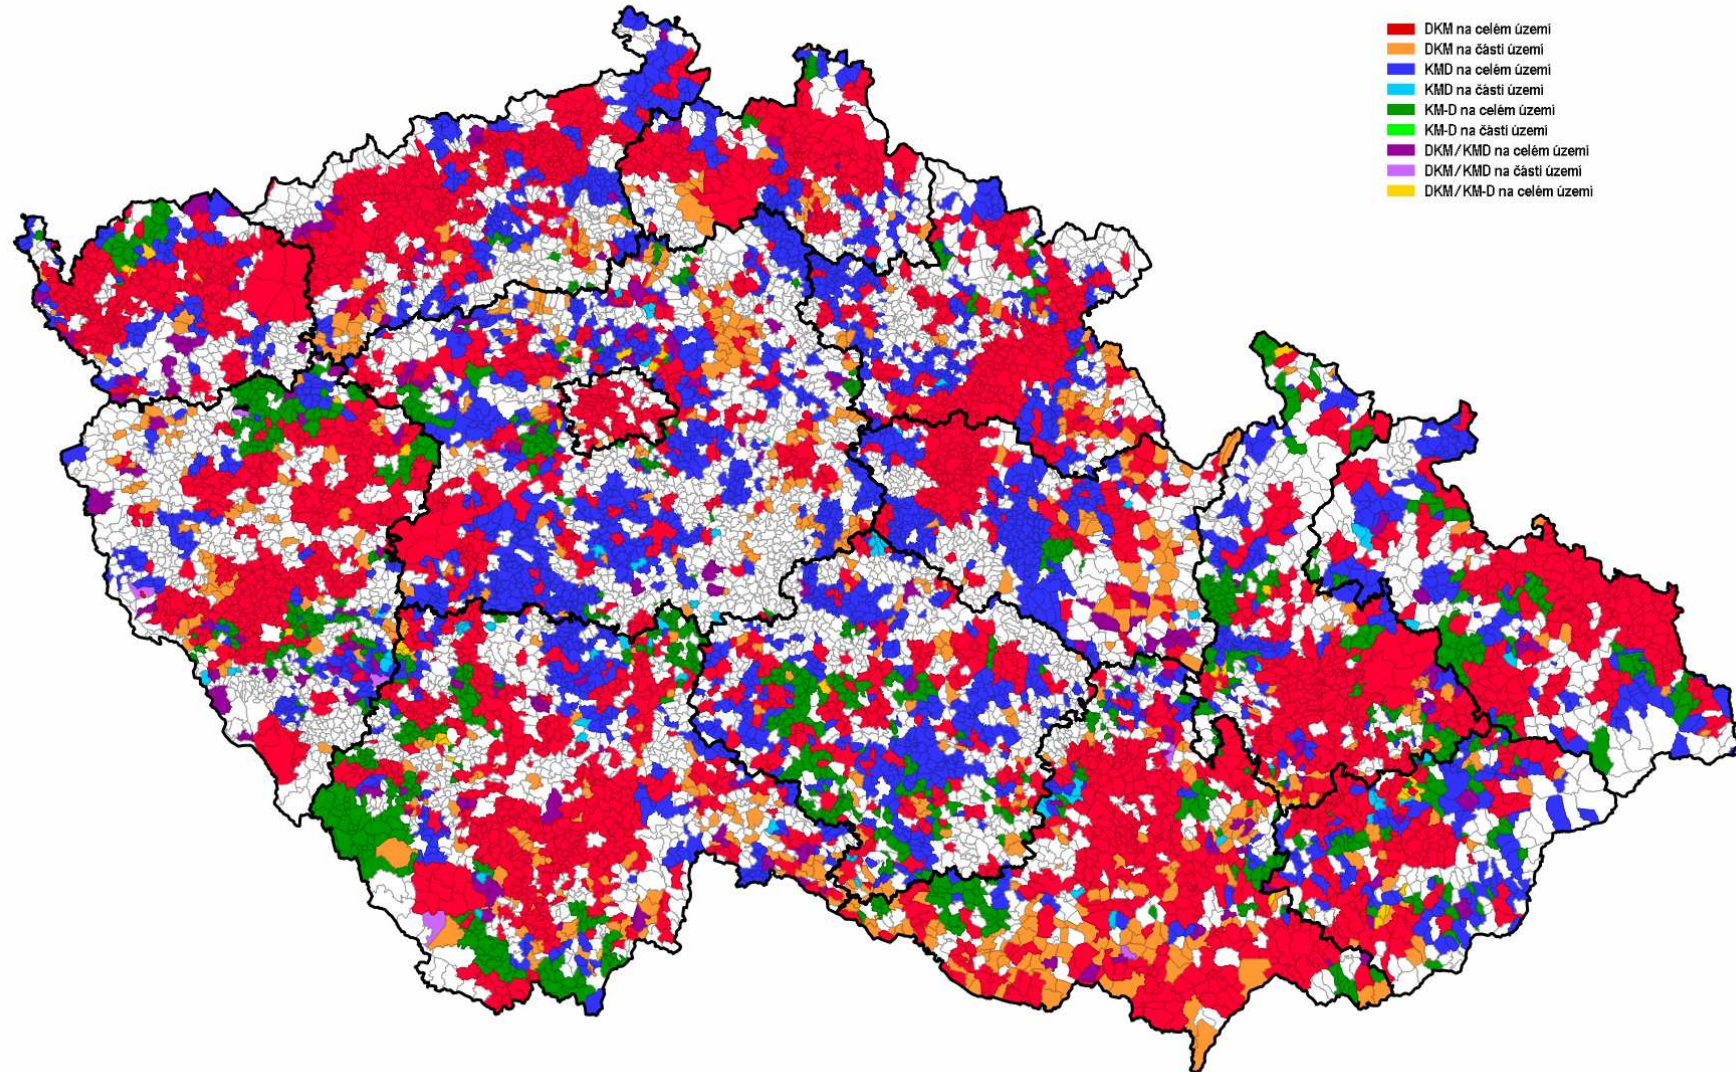 DKM na celém území
DKM na části území
KMD na celém území
KMD na části území
KM-D na celém území
KM-D na části území
DKM/KMD na celém území
DKM/KMD na části území
DKM/KM-D na celém území